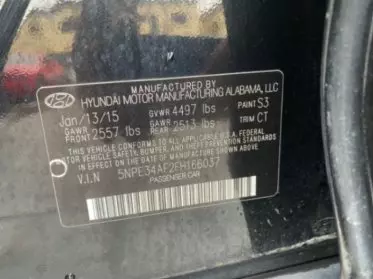 MANUFACTURED BY
HYUNDAI MOTOR MANUFACTURING ALABAMA, LLC
Jan/13/15 GVWR 4497 lbs PAINT S3
GAWR FRONT 2557 lbs GAWR REAR 2513 lbs TRIM CT
THIS VEHICLE CONFORMS TO ALL APPLICABLE
U.S.A. FEDERAL MOTOR VEHICLE SAFETY, BUMPER
AND THEFT PREVENTION STANDARDS IN EFFECT
ON THE DATE OF MANUFACTURE SHOWN ABOVE.
V.I.N 5NPE34AF2FH166037
PASSENGER CAR